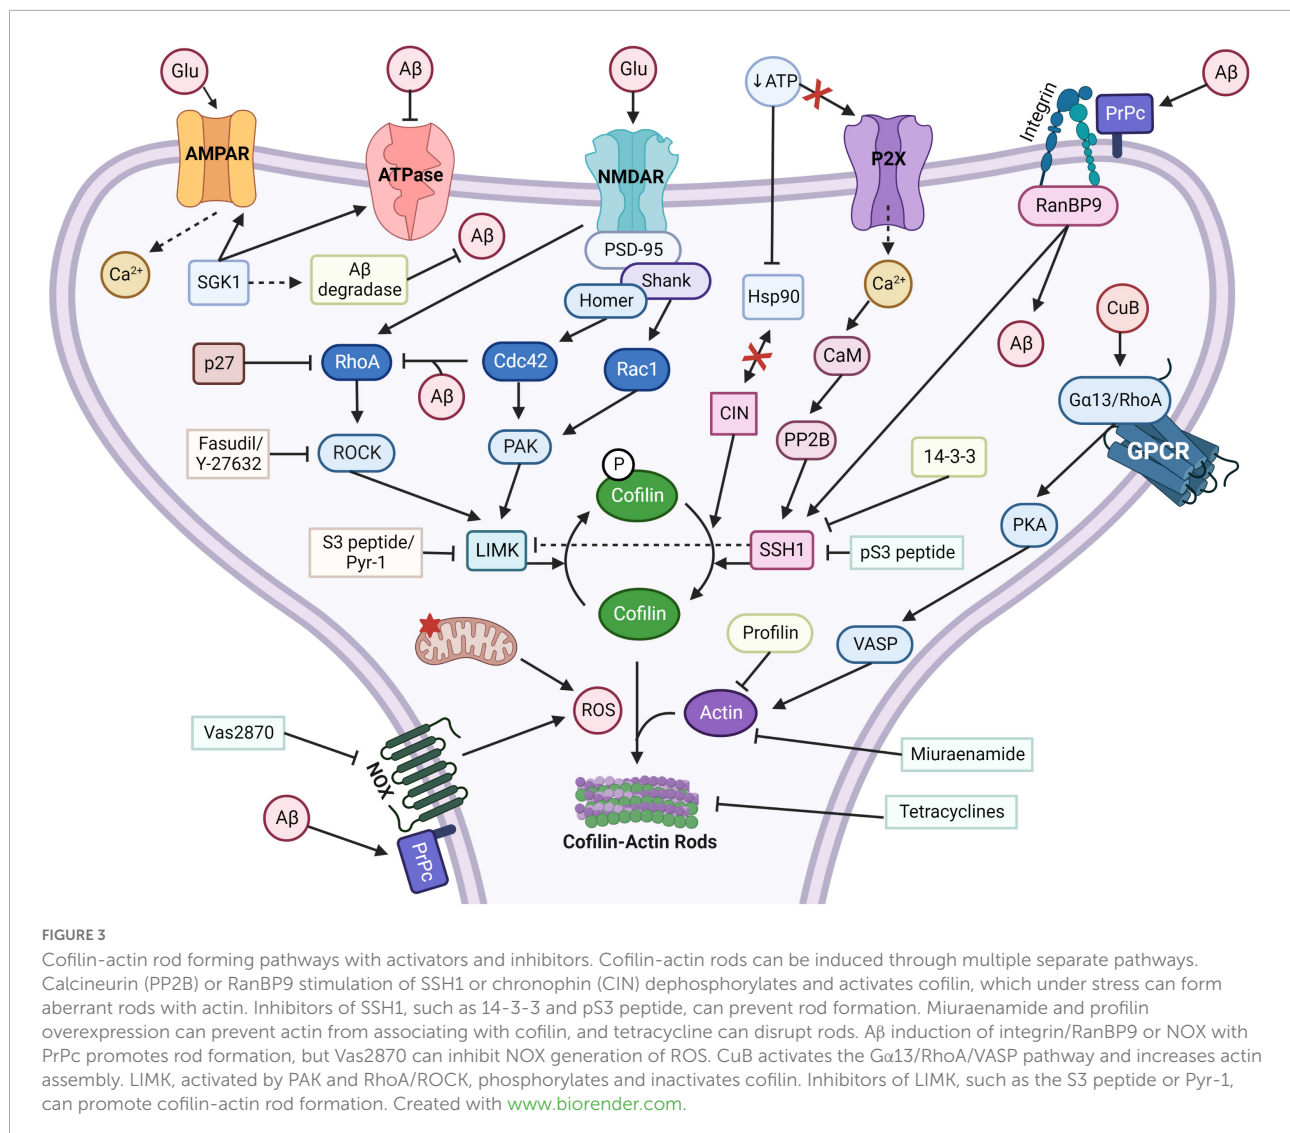 Glu
Aβ
Glu
↓ATP
Integrin
PrPc
Aβ
AMPAR
ATPase
NMDAR
P2X
RanBP9
Ca²⁺
SGK1
Aβ
degradase
Aβ
PSD-95
Shank
Homer
Hsp90
Ca²⁺
CuB
p27
RhoA
Aβ
Cdc42
Rac1
CaM
Aβ
CIN
Gα13/RhoA
Fasudil/
Y-27632
ROCK
PAK
PP2B
14-3-3
GPCR
P
Cofilin
PKA
S3 peptide/
Pyr-1
LIMK
SSH1
pS3 peptide
Cofilin
Profilin
VASP
Vas2870
ROS
Actin
Miuraenamide
NOX
Aβ
PrPc
Tetracyclines
Cofilin-Actin Rods
FIGURE 3
Cofilin-actin rod forming pathways with activators and inhibitors. Cofilin-actin rods can be induced through multiple separate pathways.
Calcineurin (PP2B) or RanBP9 stimulation of SSH1 or chronophin (CIN) dephosphorylates and activates cofilin, which under stress can form
aberrant rods with actin. Inhibitors of SSH1, such as 14-3-3 and pS3 peptide, can prevent rod formation. Miuraenamide and profilin
overexpression can prevent actin from associating with cofilin, and tetracycline can disrupt rods. Aβ induction of integrin/RanBP9 or NOX with
PrPc promotes rod formation, but Vas2870 can inhibit NOX generation of ROS. CuB activates the Gα13/RhoA/VASP pathway and increases actin
assembly. LIMK, activated by PAK and RhoA/ROCK, phosphorylates and inactivates cofilin. Inhibitors of LIMK, such as the S3 peptide or Pyr-1,
can promote cofilin-actin rod formation. Created with www.biorender.com.